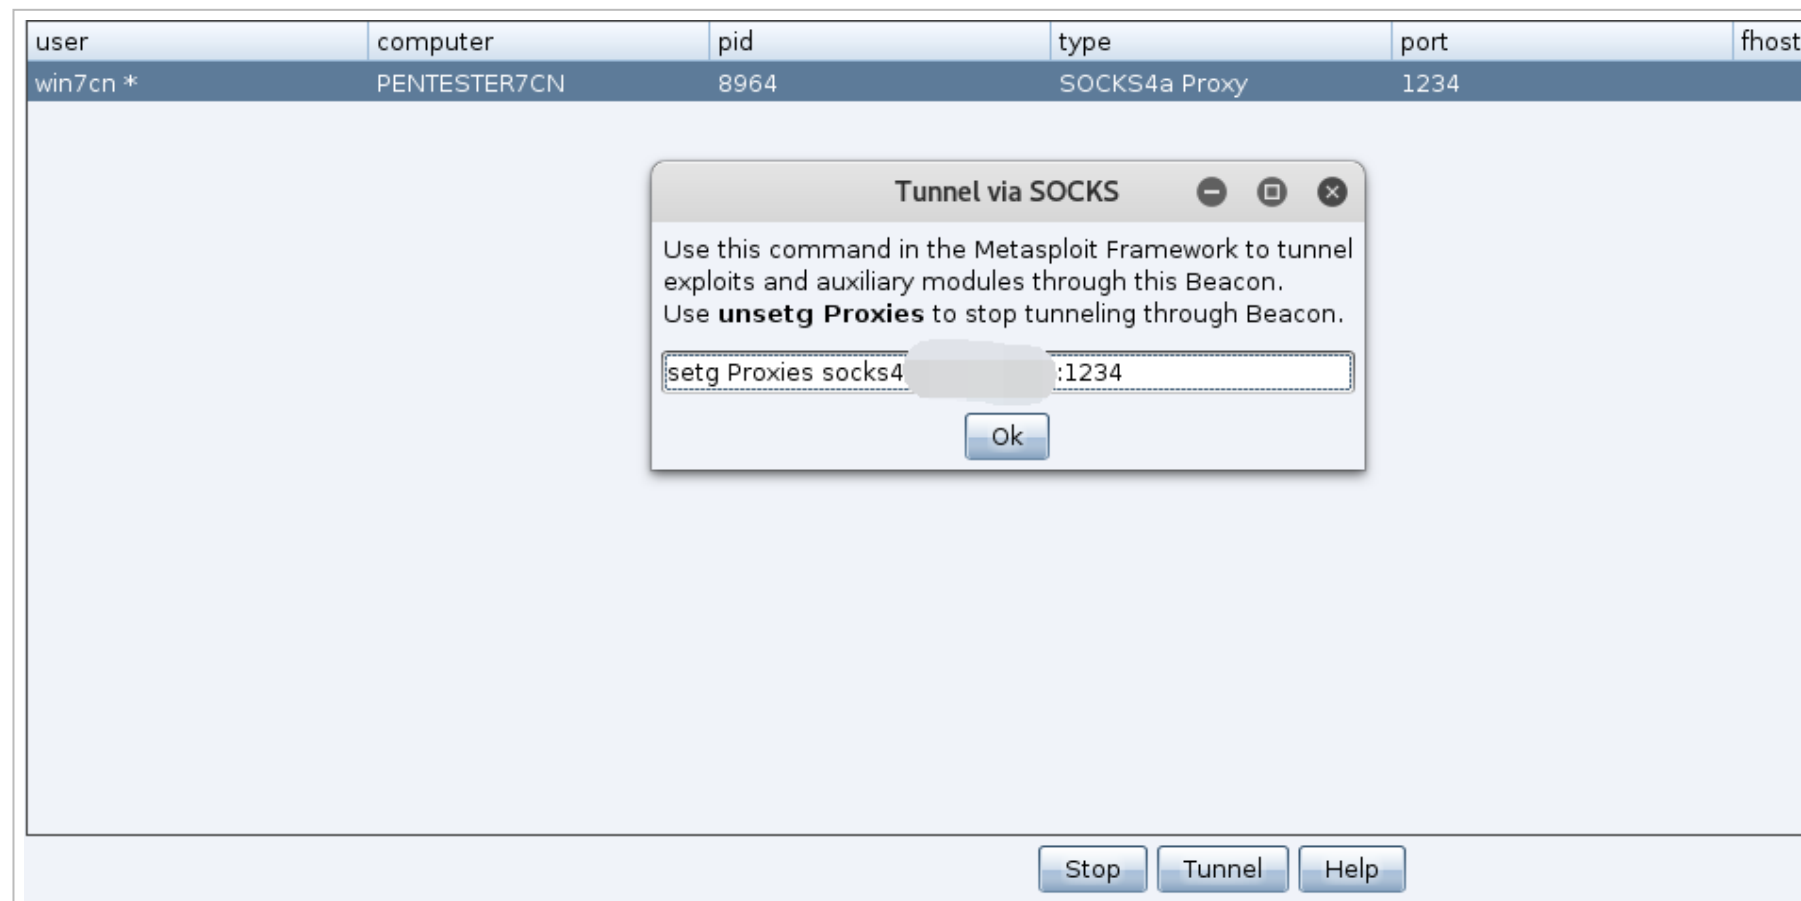 user computer pid type port fhost
win7cn * PENTESTER7CN 8964 SOCKS4a Proxy 1234
Tunnel via SOCKS
Use this command in the Metasploit Framework to tunnel
exploits and auxiliary modules through this Beacon.
Use unsetg Proxies to stop tunneling through Beacon.
setg Proxies socks4 :1234
Ok
Stop Tunnel Help